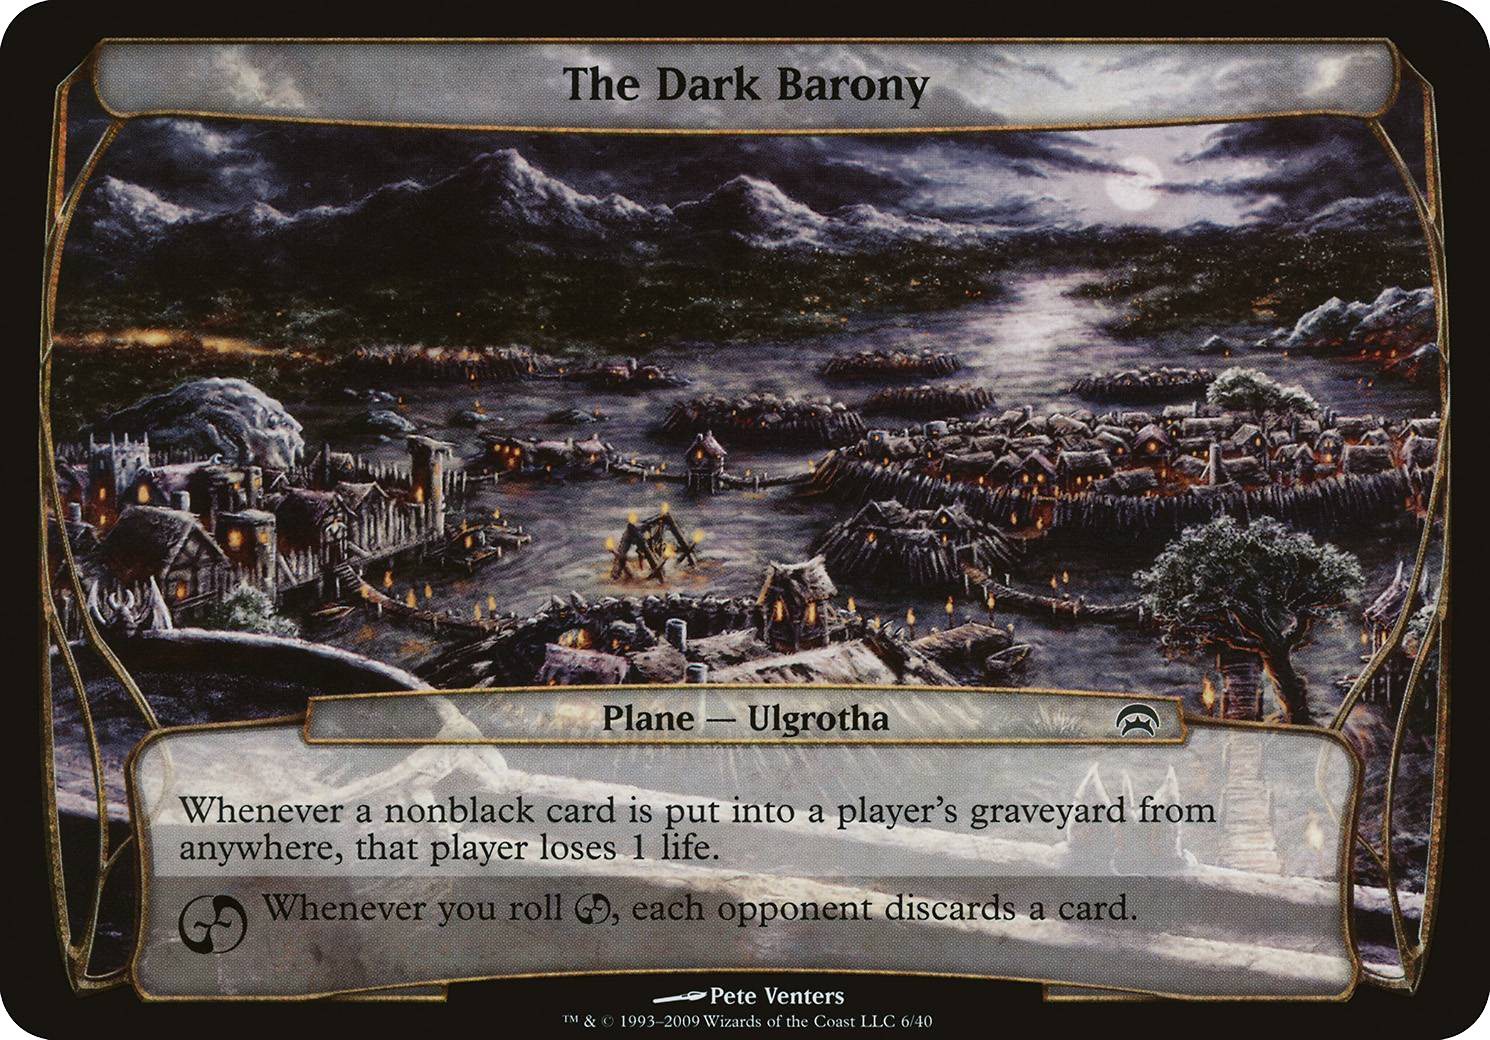 The Dark Barony
Plane — Ulgrotha
Whenever a nonblack card is put into a player's graveyard from
anywhere, that player loses 1 life.
Whenever you roll , each opponent discards a card.
Pete Venters
™ & © 1993–2009 Wizards of the Coast LLC 6/40